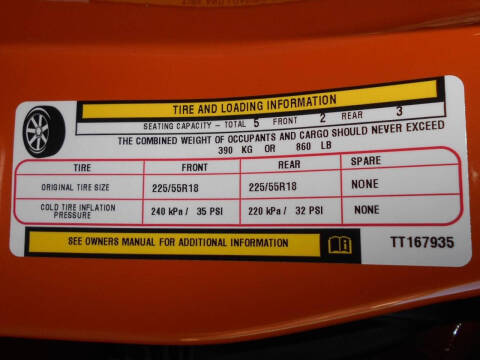 TIRE AND LOADING INFORMATION
SEATING CAPACITY - TOTAL 5 FRONT 2 REAR 3
THE COMBINED WEIGHT OF OCCUPANTS AND CARGO SHOULD NEVER EXCEED
390 KG OR 860 LB
TIRE FRONT REAR SPARE
ORIGINAL TIRE SIZE 225/55R18 225/55R18 NONE
COLD TIRE INFLATION
PRESSURE 240 kPa / 35 PSI 220 kPa / 32 PSI NONE
SEE OWNERS MANUAL FOR ADDITIONAL INFORMATION TT167935